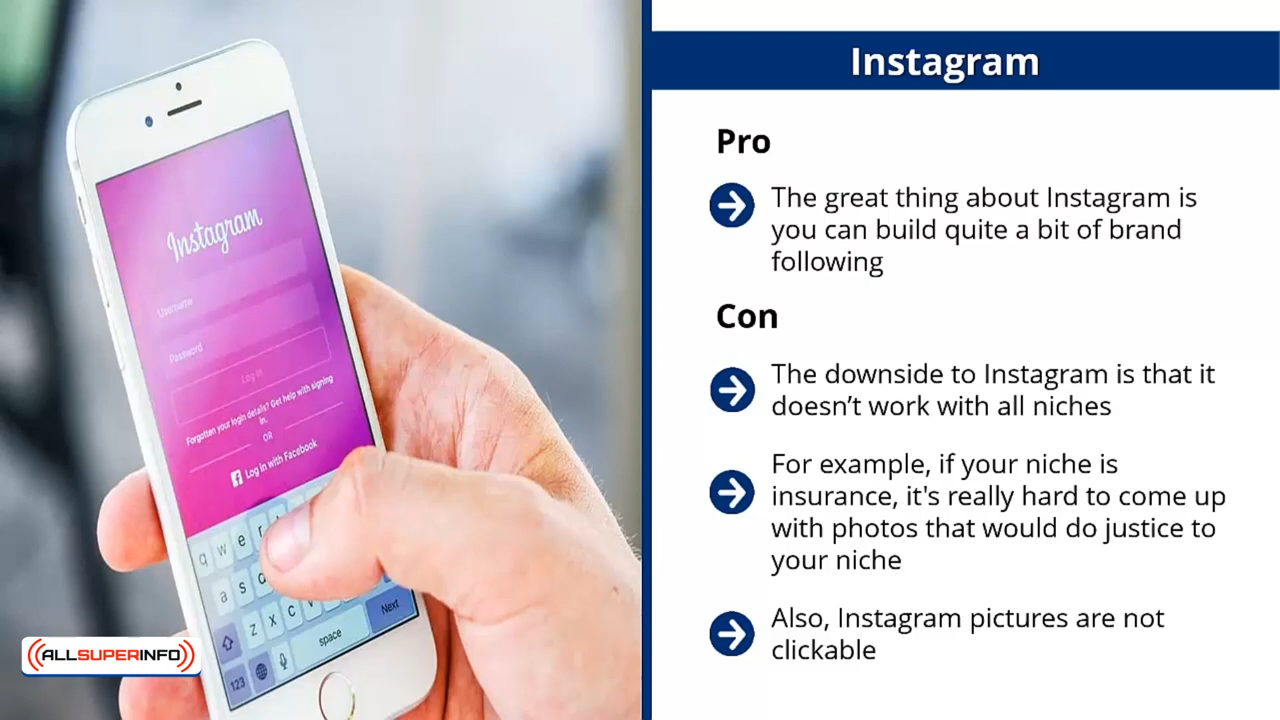 Instagram
Username
Password
Log in
Forgotten your login details? Get help with signing
in.
OR
Log in with Facebook
q w e r
a s
z x c v
123 space Next
ALLSUPERINFO
Instagram
Pro
The great thing about Instagram is
you can build quite a bit of brand
following
Con
The downside to Instagram is that it
doesn’t work with all niches
For example, if your niche is
insurance, it's really hard to come up
with photos that would do justice to
your niche
Also, Instagram pictures are not
clickable